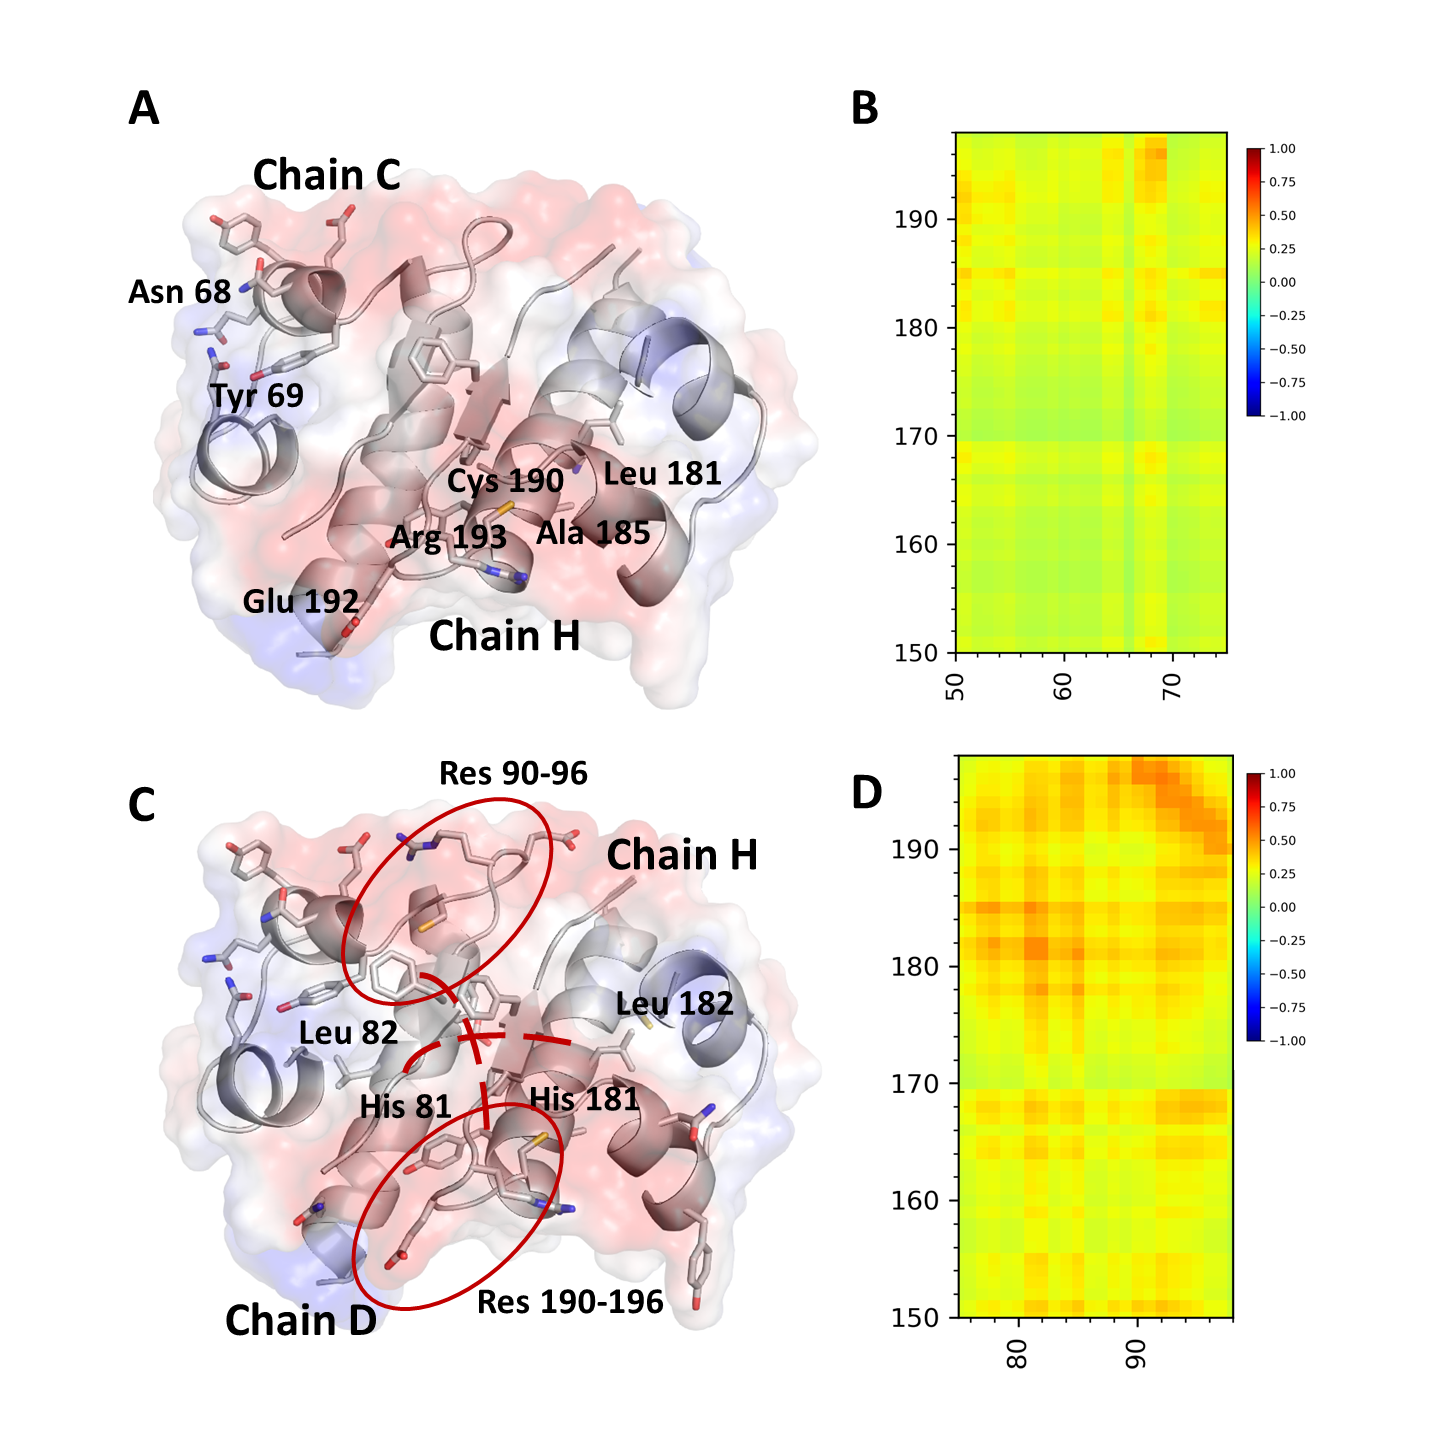 A
Chain C
Asn 68
Tyr 69
Cys 190
Leu 181
Arg 193
Ala 185
Glu 192
Chain H
B
190
180
170
160
150
50
60
70
1.00
0.75
0.50
0.25
0.00
−0.25
−0.50
−0.75
−1.00
C
Res 90-96
Chain H
Leu 182
Leu 82
His 81
His 181
Res 190-196
Chain D
D
190
180
170
160
150
80
90
1.00
0.75
0.50
0.25
0.00
−0.25
−0.50
−0.75
−1.00